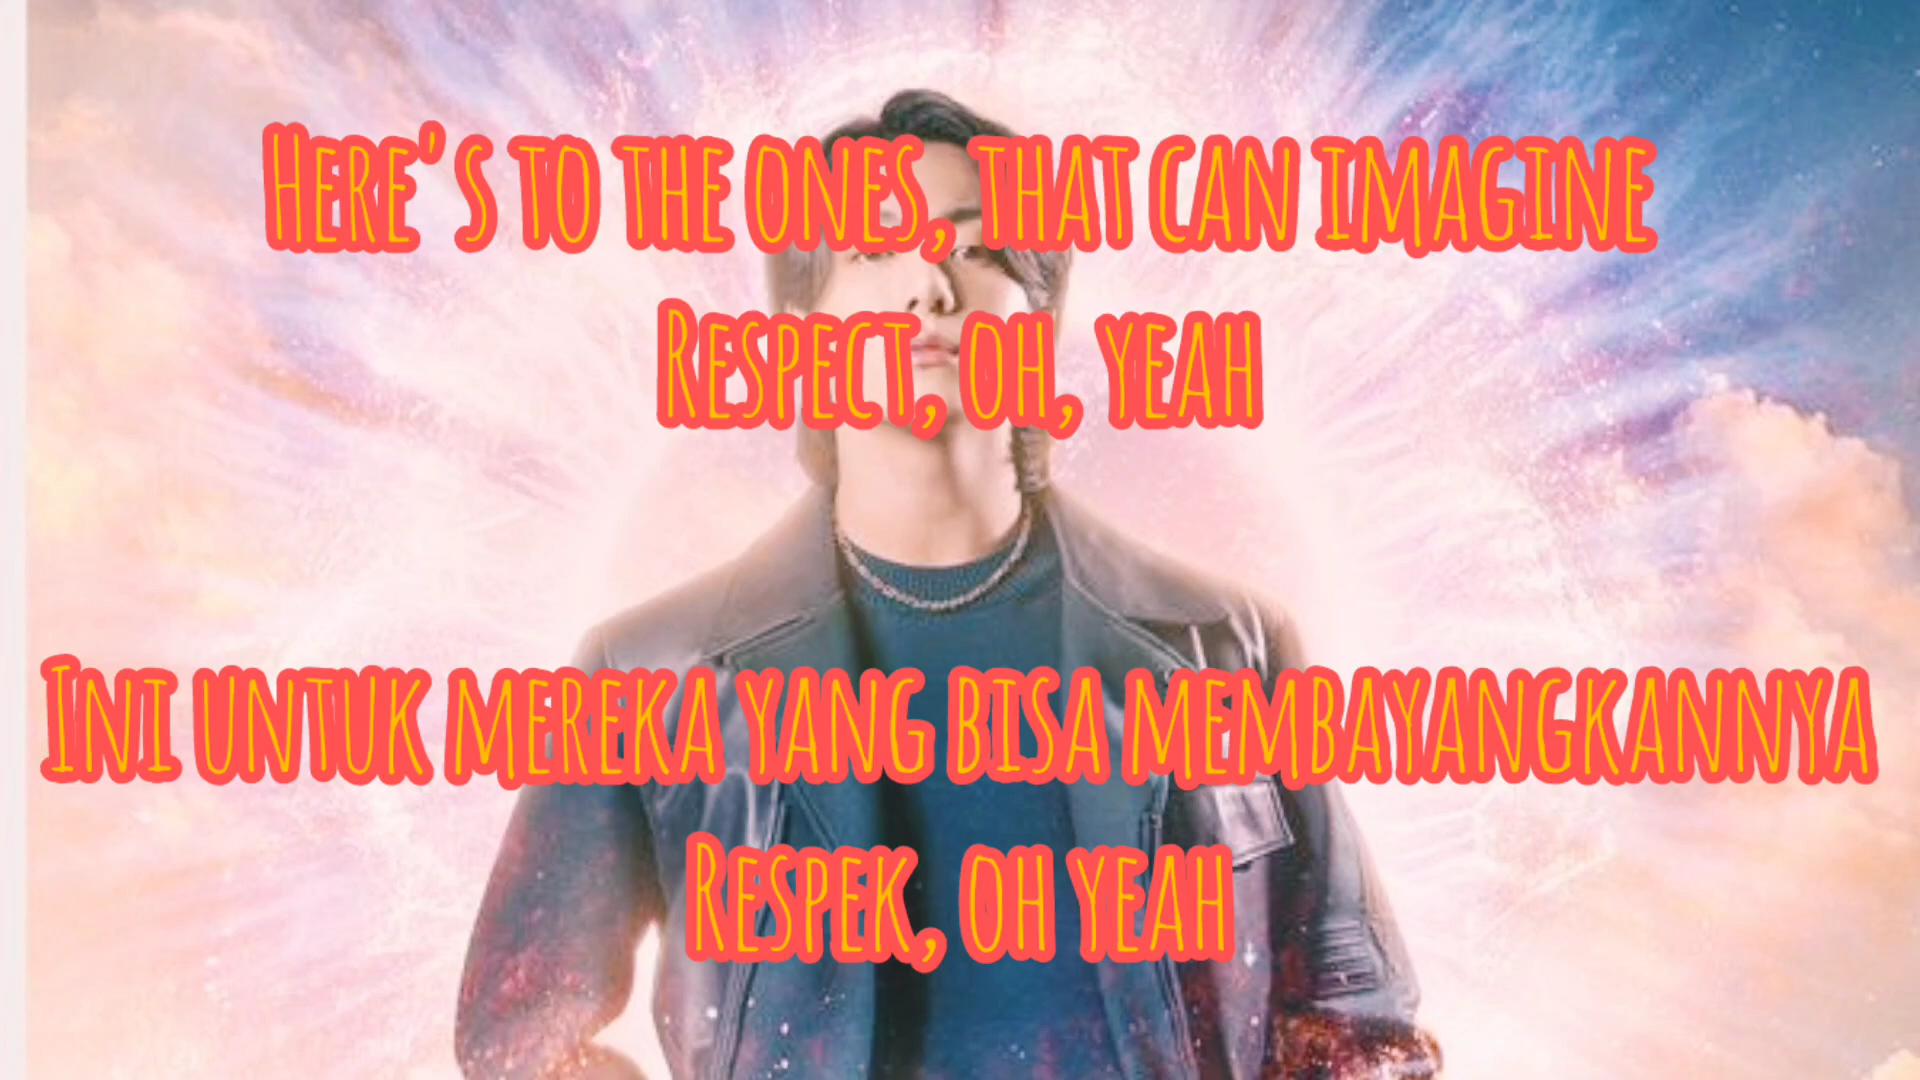 Here's to the ones, that can imagine
Respect, oh, yeah
Ini untuk mereka yang bisa membayangkannya
Respek, oh yeah